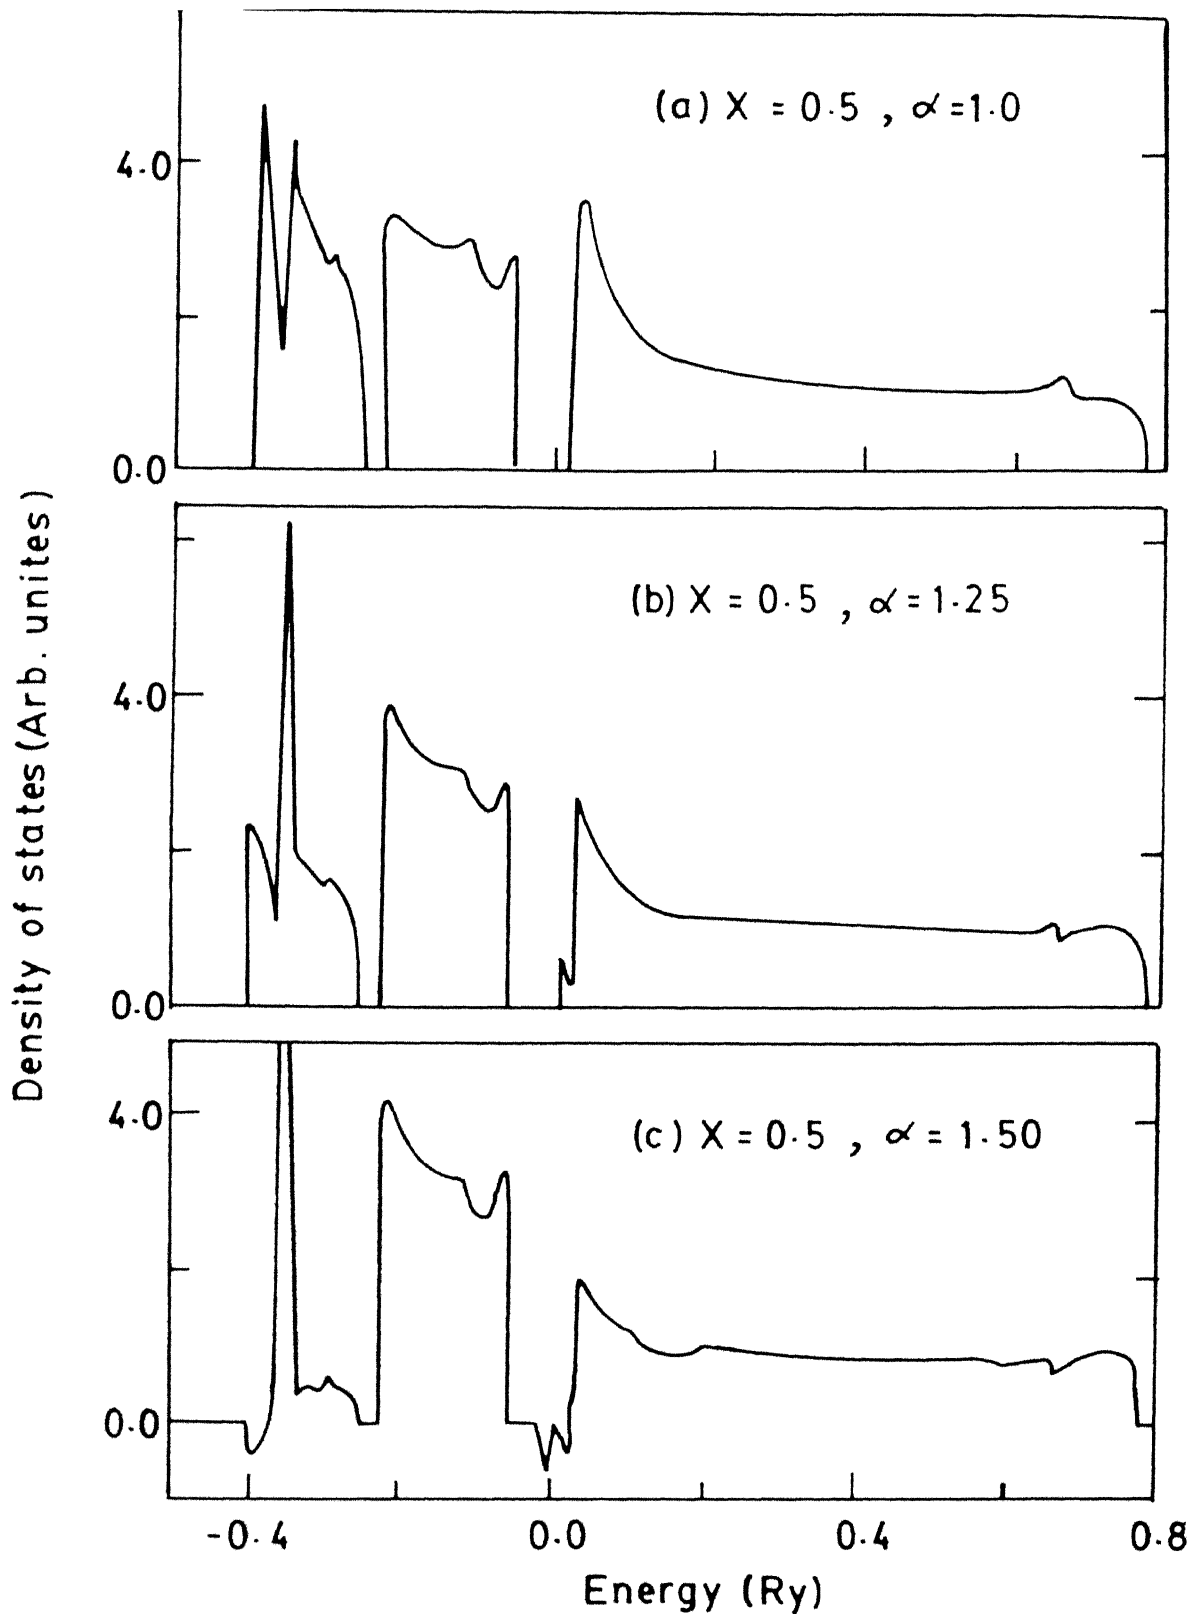 (a) X = 0.5 , α = 1.0
4.0
0.0
(b) X = 0.5 , α = 1.25
4.0
0.0
Density of states (Arb. unites)
(c) X = 0.5 , α = 1.50
4.0
0.0
-0.4 0.0 0.4 0.8
Energy (Ry)